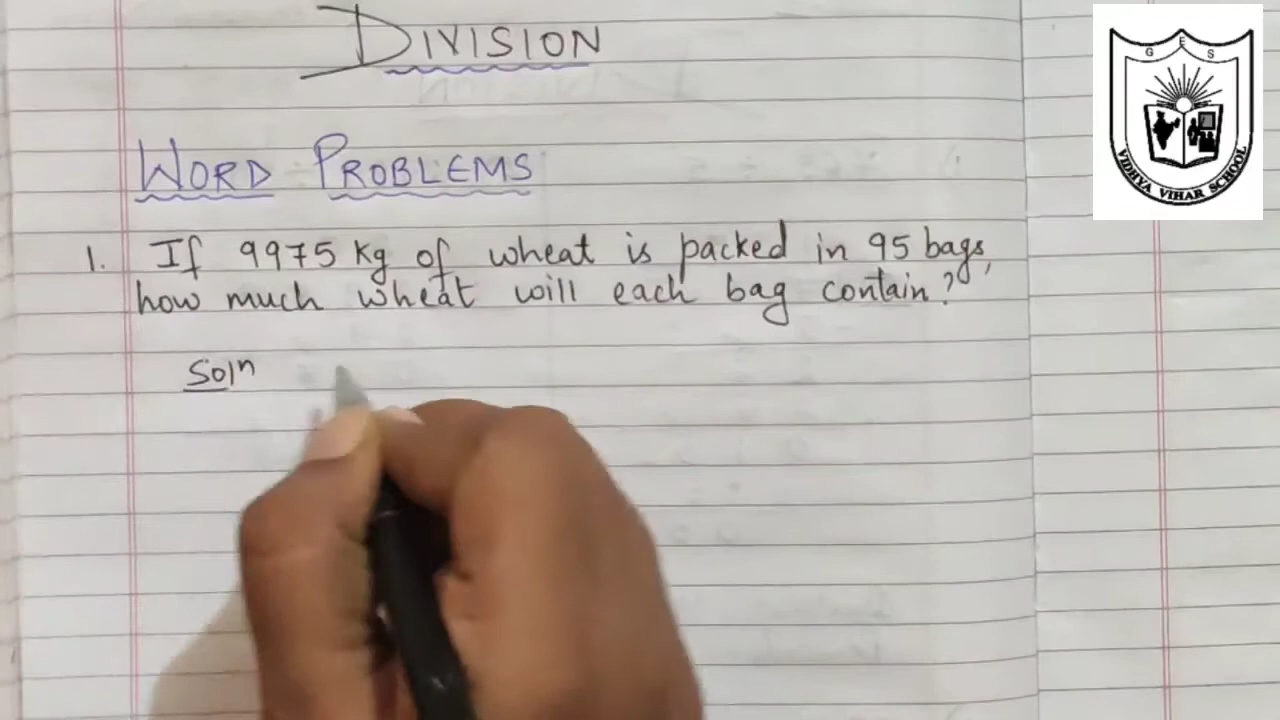 DIVISION
WORD PROBLEMS
1. If 9975 kg of wheat is packed in 95 bags,
how much wheat will each bag contain?
Soln
G E S
VIDHYA VIHAR SCHOOL